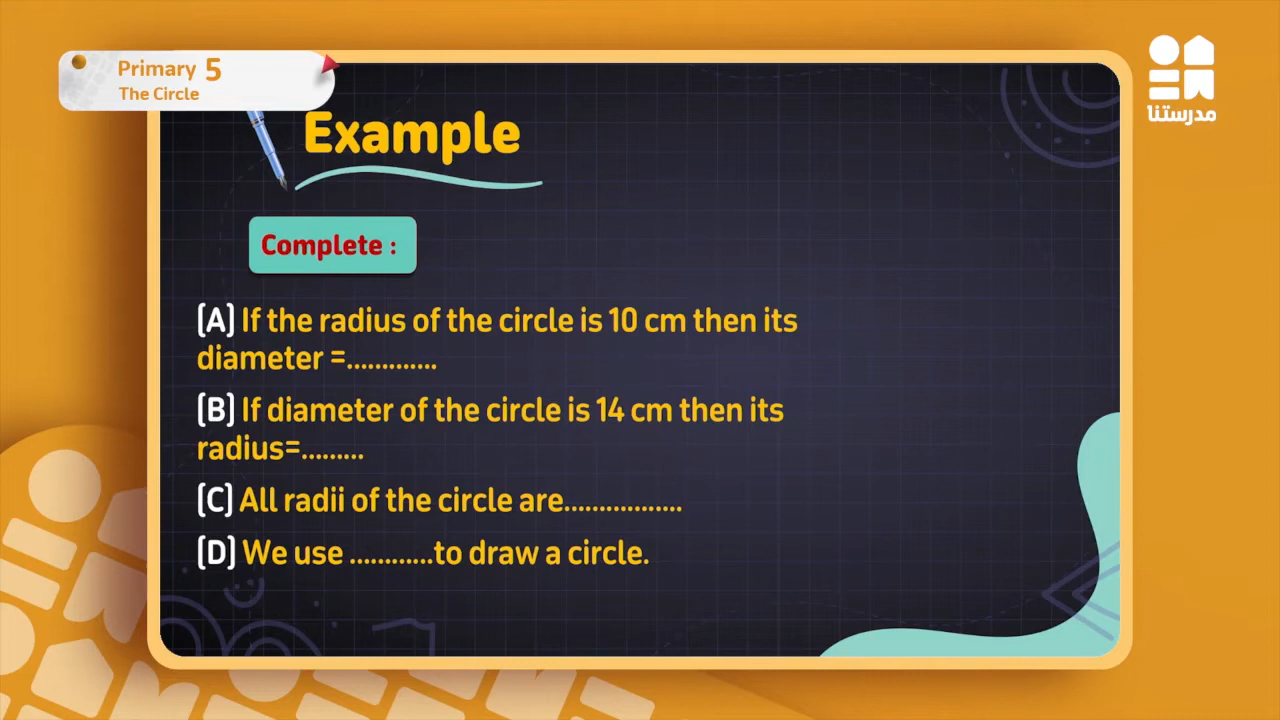 Primary 5
The Circle
مدرستنا
Example
Complete :
(A) If the radius of the circle is 10 cm then its
diameter =.............
(B) If diameter of the circle is 14 cm then its
radius=.........
(C) All radii of the circle are.................
(D) We use ............to draw a circle.